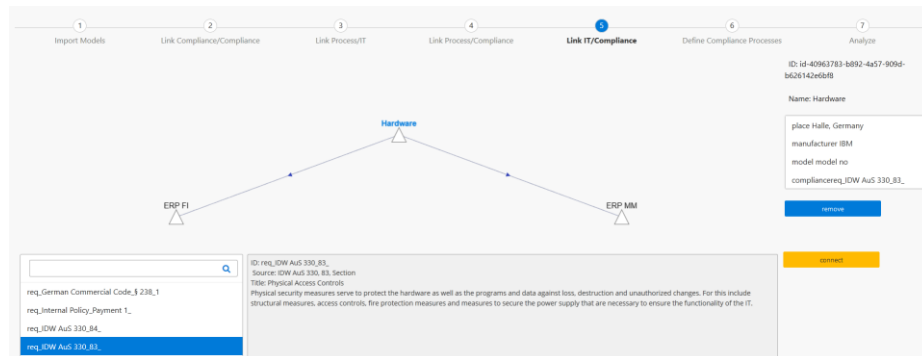 1 2 3 4 5 6 7
Import Models Link Compliance/Compliance Link Process/IT Link Process/Compliance Link IT/Compliance Define Compliance Processes Analyze
ID: id-40963783-b892-4a57-909d-
b626142e6bf8
Name: Hardware
Hardware
place Halle, Germany
manufacturer IBM
model model no
compliancereq_IDW AuS 330_83_
remove
ERP FI
ERP MM
connect
req_German Commercial Code_§ 238_1
req_Internal Policy_Payment 1_
req_IDW AuS 330_84_
req_IDW AuS 330_83_
ID: req_IDW AuS 330_83_
Source: IDW AuS 330, 83, Section
Title: Physical Access Controls
Physical security measures serve to protect the hardware as well as the programs and data against loss, destruction and unauthorized changes. For this include
structural measures, access controls, fire protection measures and measures to secure the power supply that are necessary to ensure the functionality of the IT.